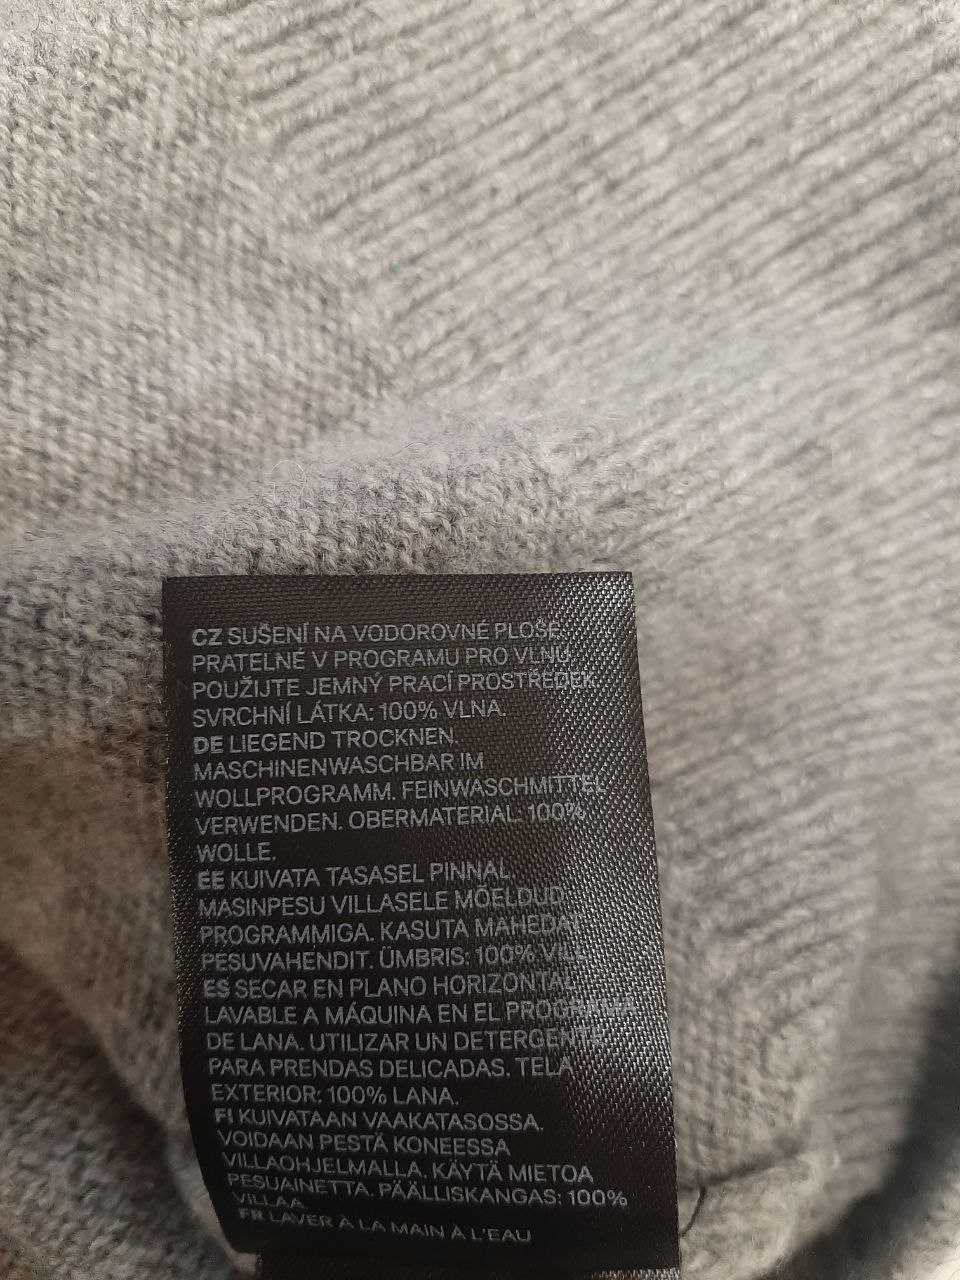 CZ SUŠENÍ NA VODOROVNÉ PLOŠE.
PRATELNÉ V PROGRAMU PRO VLNU.
POUŽIJTE JEMNÝ PRACÍ PROSTŘEDEK.
SVRCHNÍ LÁTKA: 100% VLNA.
DE LIEGEND TROCKNEN.
MASCHINENWASCHBAR IM
WOLLPROGRAMM. FEINWASCHMITTEL
VERWENDEN. OBERMATERIAL: 100%
WOLLE.
EE KUIVATA TASASEL PINNAL
MASINPESU VILLASELE MÕELDUD
PROGRAMMIGA. KASUTA MAHEDAT
PESUVAHENDIT. ÜMBRIS: 100% VILL
ES SECAR EN PLANO HORIZONTAL.
LAVABLE A MÁQUINA EN EL PROGRAMA
DE LANA. UTILIZAR UN DETERGENTE
PARA PRENDAS DELICADAS. TELA
EXTERIOR: 100% LANA.
FI KUIVATAAN VAAKATASOSSA.
VOIDAAN PESTÄ KONEESSA
VILLAOHJELMALLA. KÄYTÄ MIETOA
PESUAINETTA. PÄÄLLISKANGAS: 100%
VILLAA.
FR LAVER À LA MAIN À L'EAU